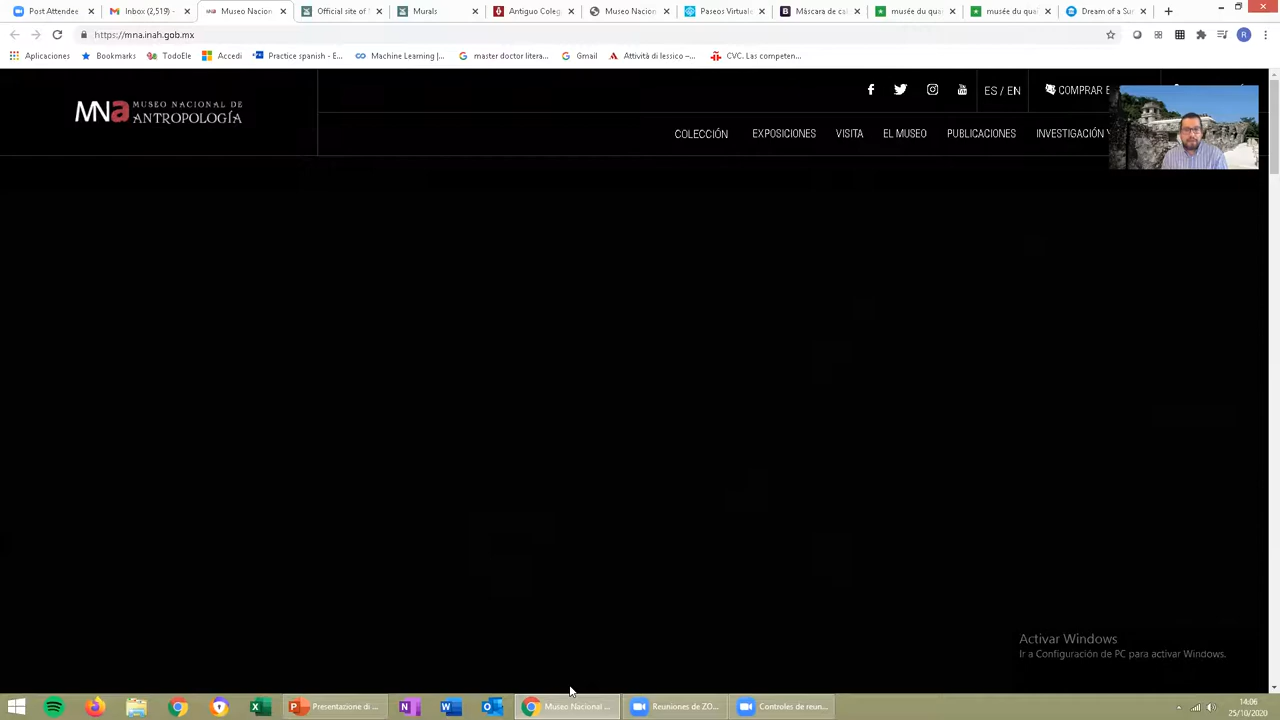 Post Attendee
Inbox (2,519) -
Museo Nacion
Official site of
Murals
Antiguo Coleg
Museo Nacion
Paseos Virtuale
Máscara de ca
musée du qua
musée du qua
Dream of a Su
https://mna.inah.gob.mx
R
Aplicaciones
Bookmarks
TodoEle
Accedi
Practice spanish - E...
Machine Learning |...
master doctor litera...
Gmail
Attività di lessico –...
CVC. Las competen...
MNa MUSEO NACIONAL DE
ANTROPOLOGÍA
ES / EN
COMPRAR
COLECCIÓN
EXPOSICIONES
VISITA
EL MUSEO
PUBLICACIONES
INVESTIGACIÓN
Activar Windows
Ir a Configuración de PC para activar Windows.
Presentazione di ...
Museo Nacional ...
Reuniones de ZO...
Controles de reun...
14:06
25/10/2020